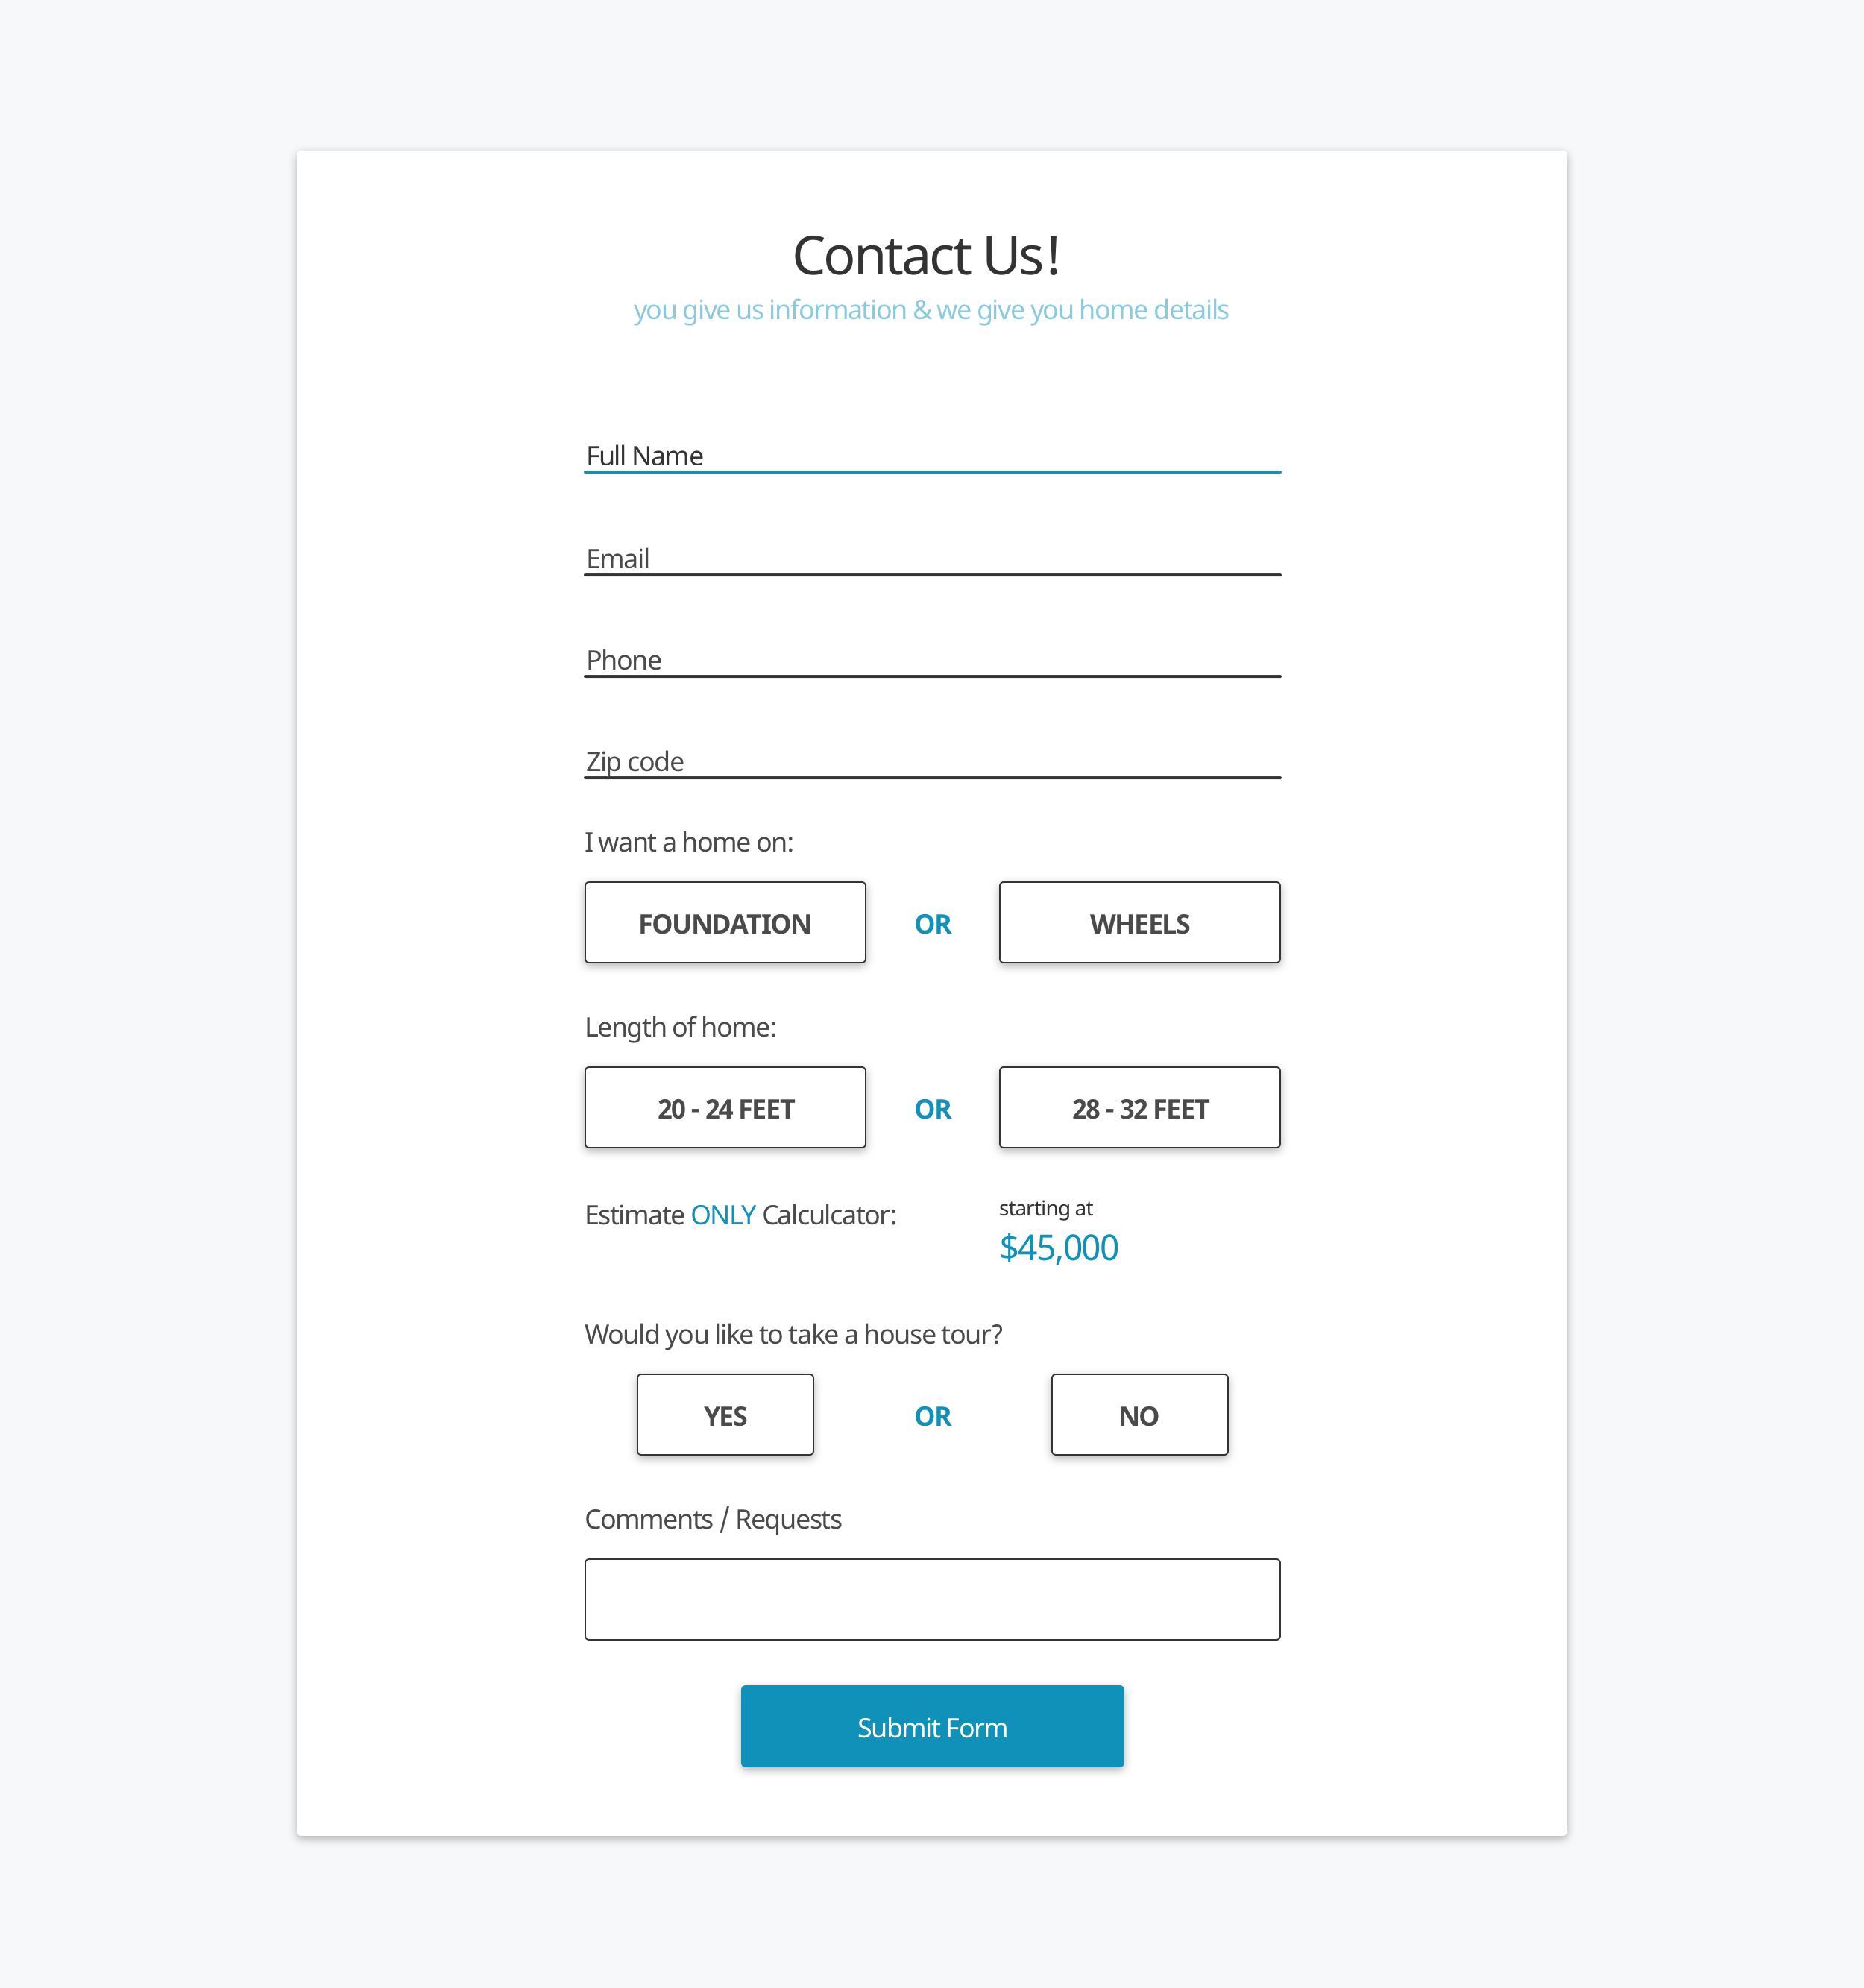 Contact Us!
you give us information & we give you home details
Full Name
Email
Phone
Zip code
I want a home on:
FOUNDATION OR WHEELS
Length of home:
20 - 24 FEET OR 28 - 32 FEET
Estimate ONLY Calculcator: starting at
$45,000
Would you like to take a house tour?
YES OR NO
Comments / Requests
Submit Form